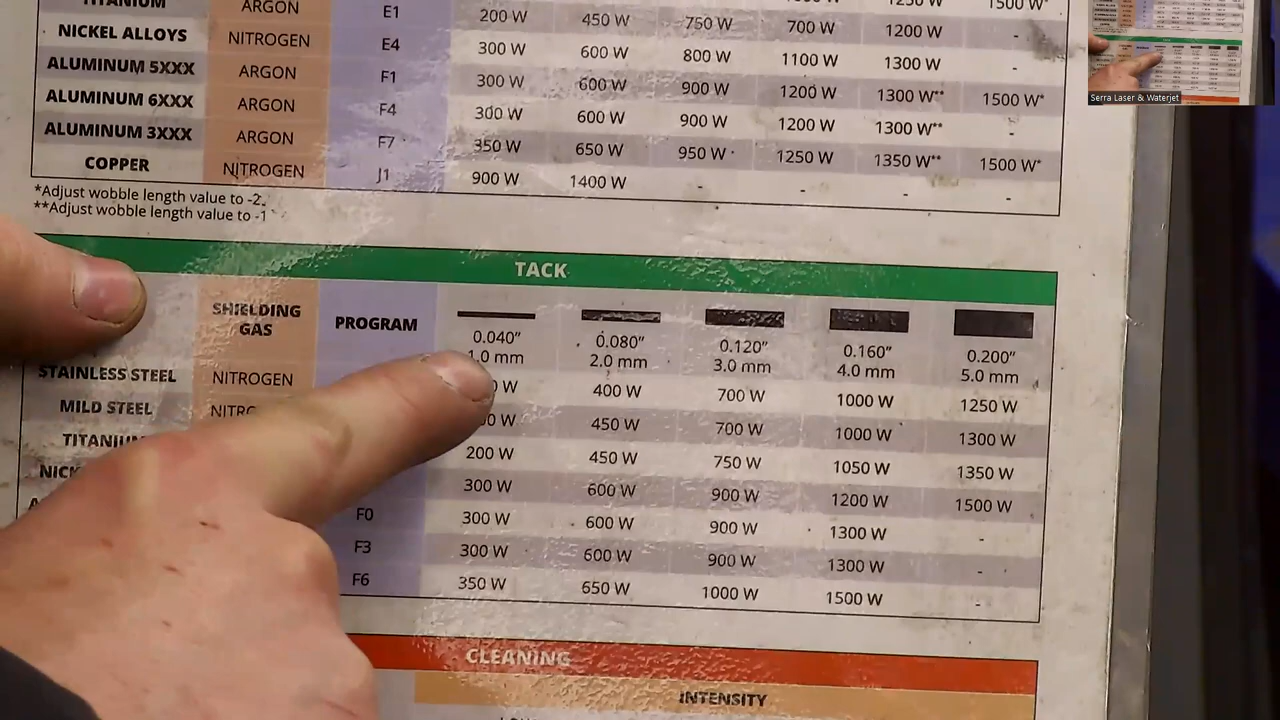 TITANIUM ARGON E1 200 W 450 W 750 W 700 W 1200 W -
1250 W 1500 W*
NICKEL ALLOYS NITROGEN E4 300 W 600 W 800 W 1100 W 1300 W -
ALUMINUM 5XXX ARGON F1 300 W 600 W 900 W 1200 W 1300 W** 1500 W*
ALUMINUM 6XXX ARGON F4 300 W 600 W 900 W 1200 W 1300 W** -
ALUMINUM 3XXX ARGON F7 350 W 650 W 950 W 1250 W 1350 W** 1500 W*
COPPER NITROGEN J1 900 W 1400 W - - - -
*Adjust wobble length value to -2
**Adjust wobble length value to -1
TACK
SHIELDING GAS PROGRAM 0.040” 0.080” 0.120” 0.160” 0.200”
1.0 mm 2.0 mm 3.0 mm 4.0 mm 5.0 mm
STAINLESS STEEL NITROGEN W 400 W 700 W 1000 W 1250 W
MILD STEEL W 450 W 700 W 1000 W 1300 W
TITANIUM 200 W 450 W 750 W 1050 W 1350 W
300 W 600 W 900 W 1200 W 1500 W
F0 300 W 600 W 900 W 1300 W -
F3 300 W 600 W 900 W 1300 W -
F6 350 W 650 W 1000 W 1500 W -
CLEANING
INTENSITY
Serra Laser & Waterjet